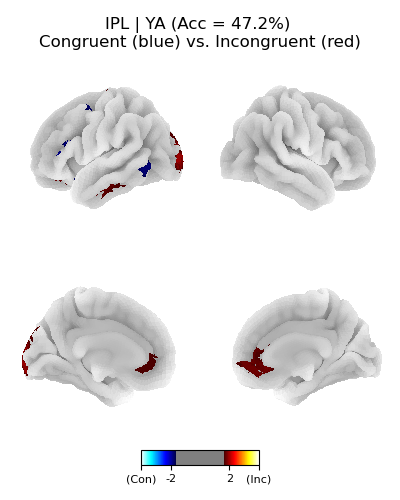 IPL | YA (Acc = 47.2%)
Congruent (blue) vs. Incongruent (red)
(Con) -2 2 (Inc)